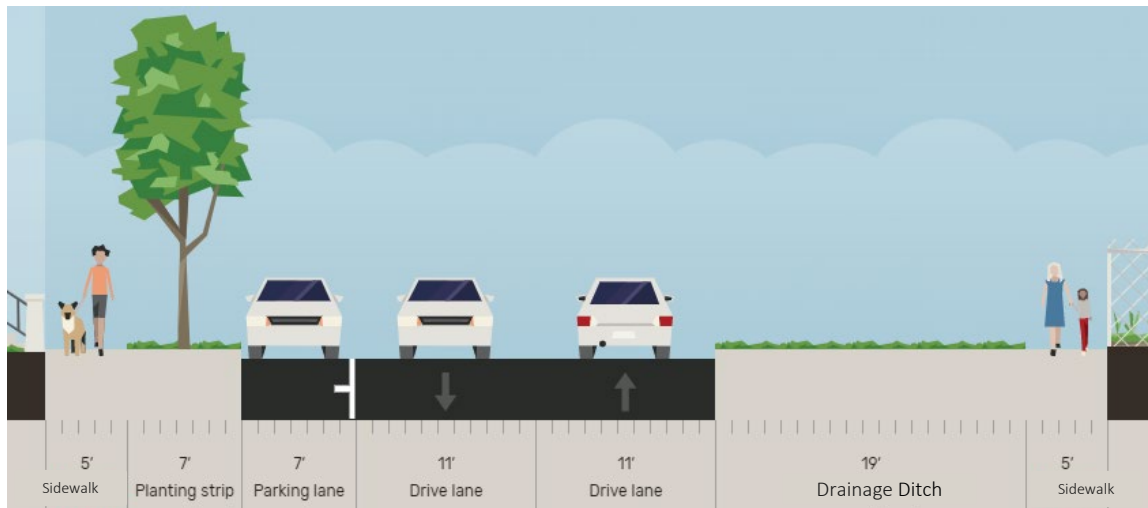 5' 7' 7' 11' 11' 19' 5'
Sidewalk Planting strip Parking lane Drive lane Drive lane Drainage Ditch Sidewalk